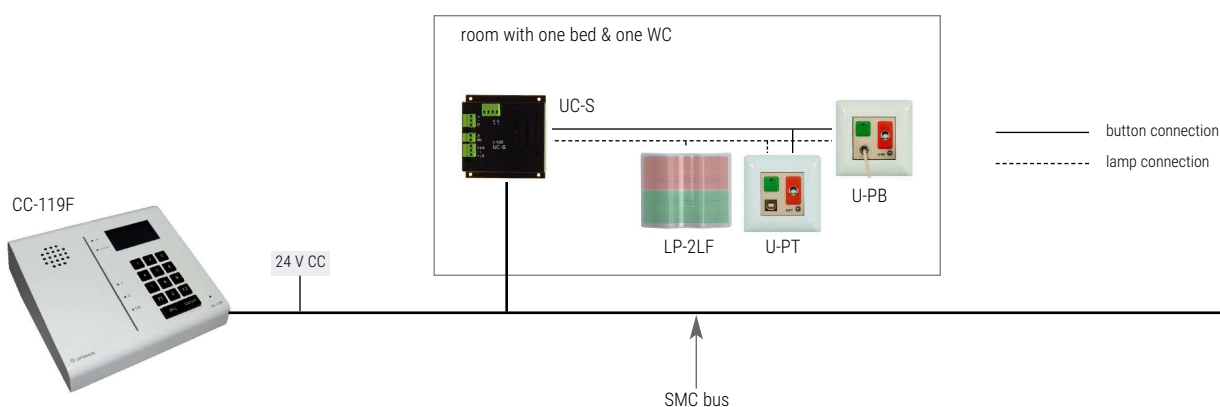 room with one bed & one WC
UC-S
button connection
lamp connection
U-PB
CC-119F
LP-2LF
U-PT
24 V CC
SMC bus